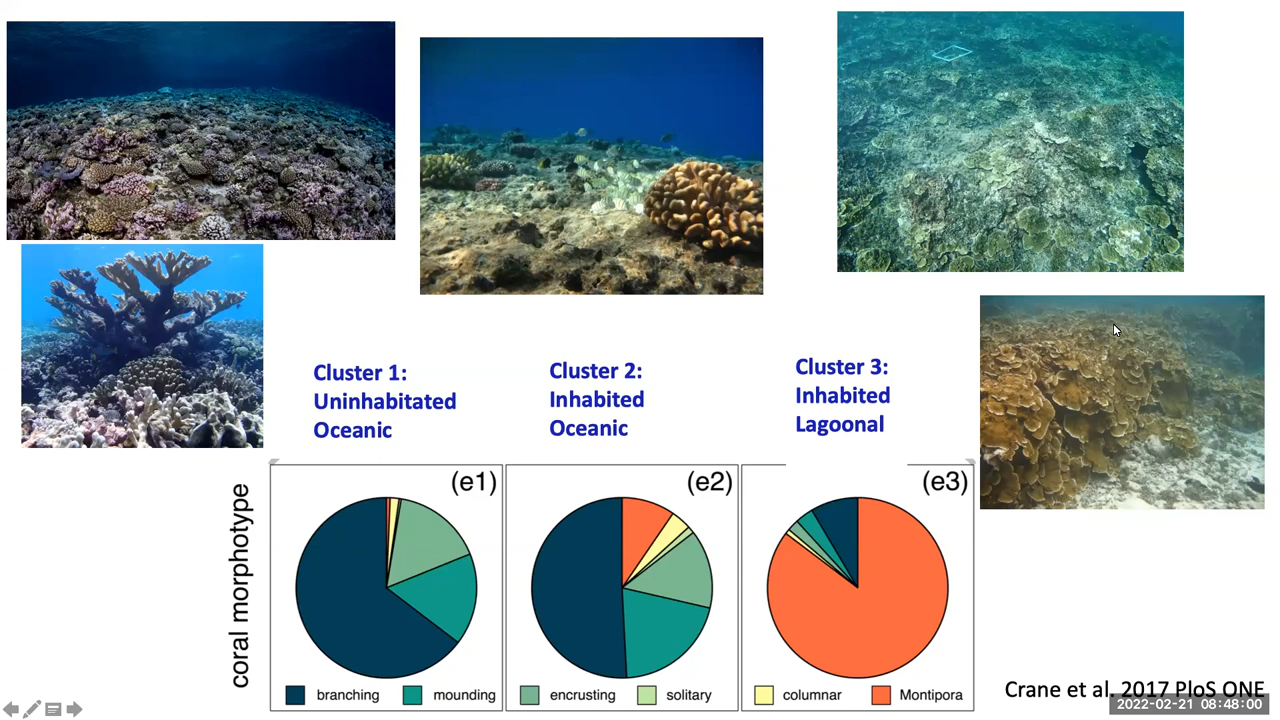 Cluster 1:
Uninhabitated
Oceanic
Cluster 2:
Inhabited
Oceanic
Cluster 3:
Inhabited
Lagoonal
coral morphotype
(e1)
(e2)
(e3)
branching
mounding
encrusting
solitary
columnar
Montipora
Crane et al. 2017 PloS ONE
2022-02-21 08:48:00